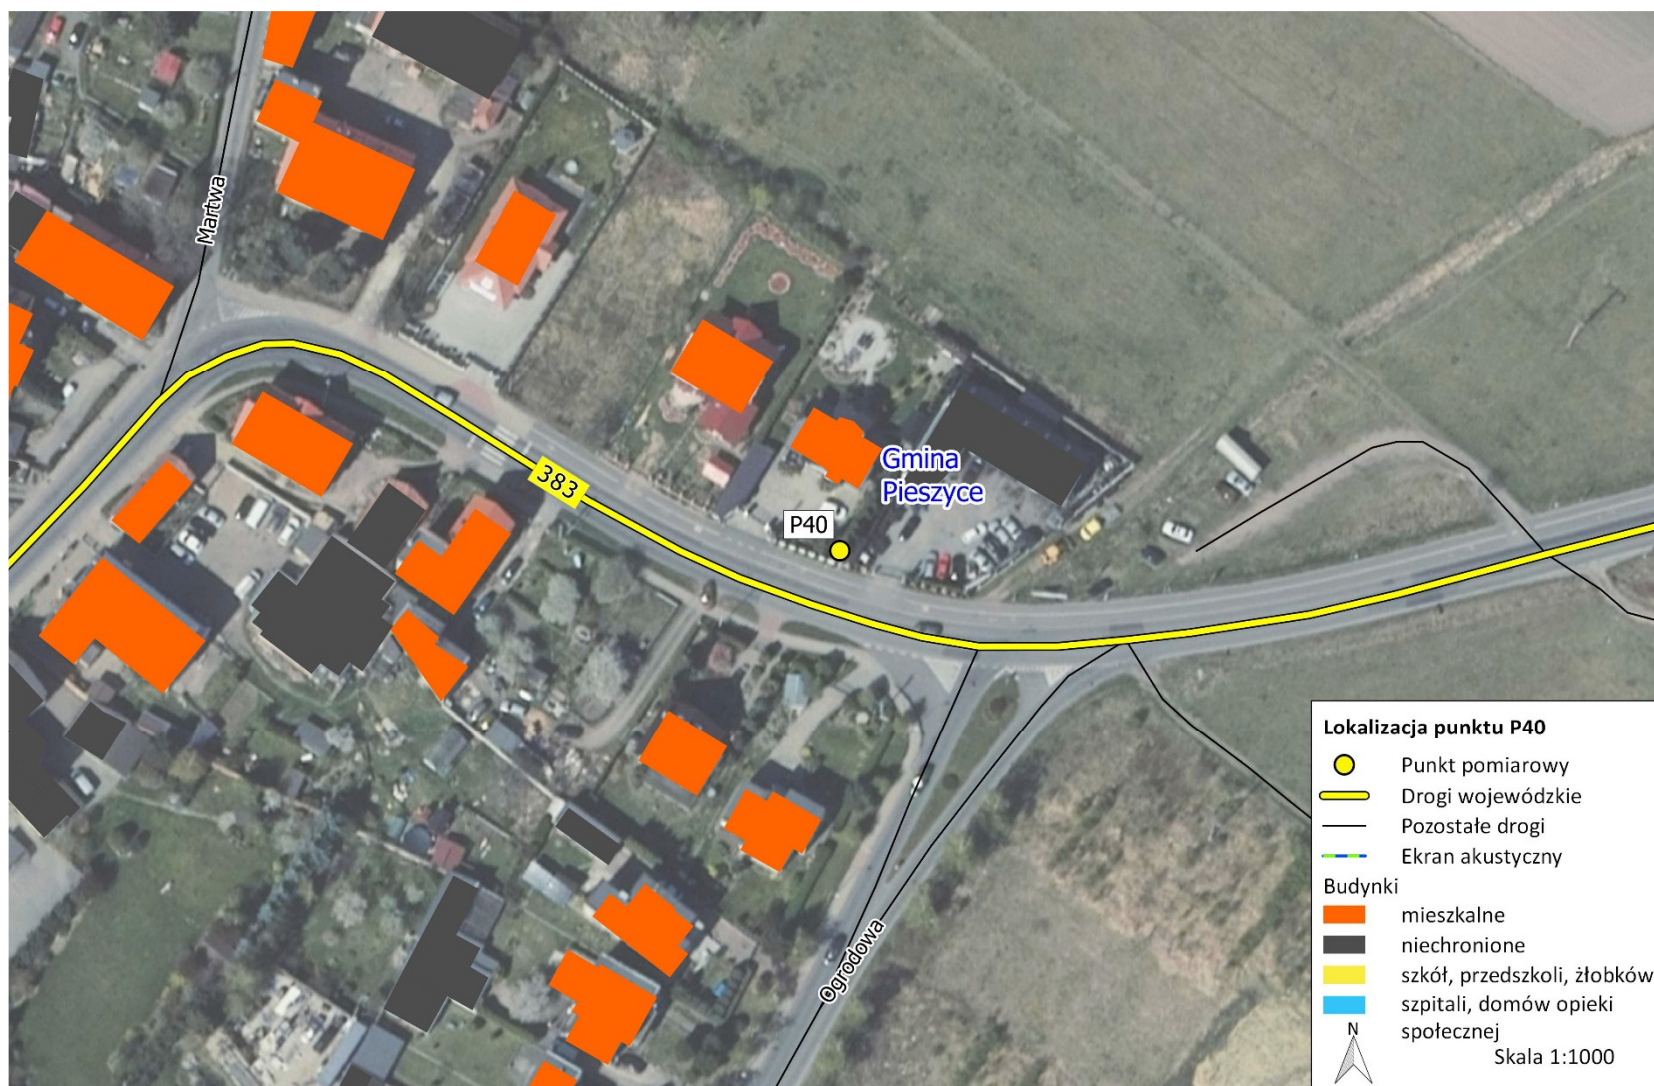 Martwa
383
Gmina
Pieszyce
P40
Ogrodowa
Lokalizacja punktu P40
Punkt pomiarowy
Drogi wojewódzkie
Pozostałe drogi
Ekran akustyczny
Budynki
mieszkalne
niechronione
szkół, przedszkoli, żłobków
szpitali, domów opieki
społecznej
N
Skala 1:1000